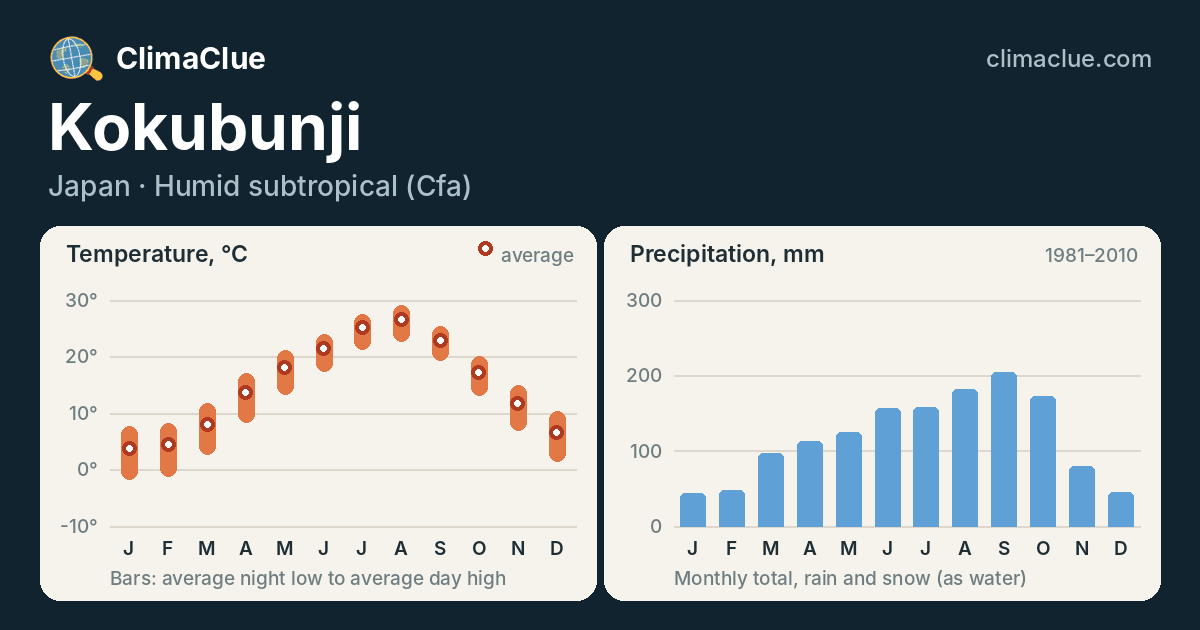 ClimaClue
climaclue.com
Kokubunji
Japan · Humid subtropical (Cfa)
Temperature, °C
average
30°
20°
10°
0°
-10°
J F M A M J J A S O N D
Bars: average night low to average day high
Precipitation, mm
1981–2010
300
200
100
0
J F M A M J J A S O N D
Monthly total, rain and snow (as water)